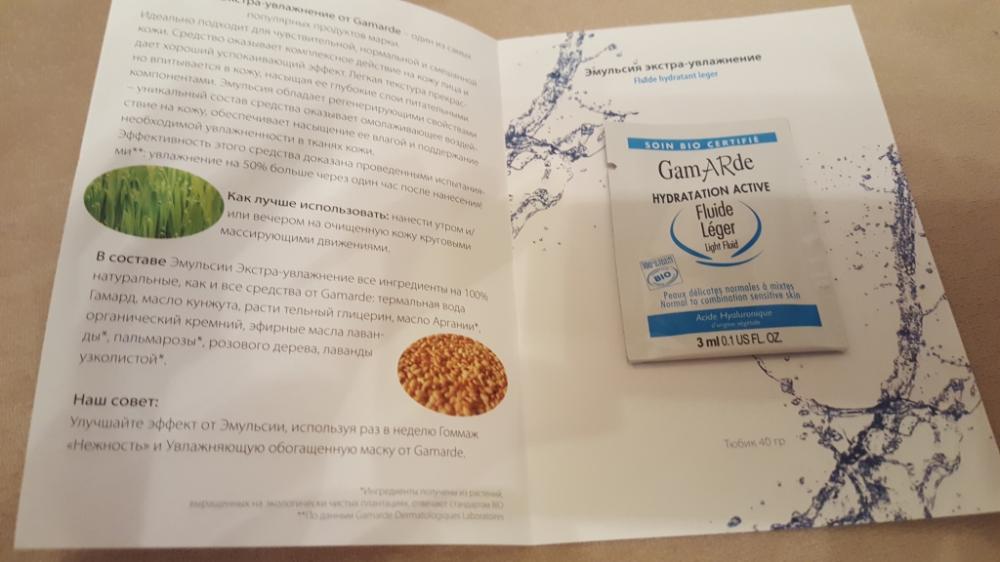 экстра-увлажнение от Gamarde - один из самых
популярных продуктов марки.
Идеально подходит для чувствительной, нормальной и смешанной
кожи. Средство оказывает комплексное действие на кожу лица и
дает хороший успокаивающий эффект. Легкая текстура прекрас-
но впитывается в кожу, насыщая ее глубокие слои питательными
компонентами. Эмульсия обладает регенерирующими свойствами
– уникальный состав средства оказывает омолаживающее воздей-
ствие на кожу, обеспечивает насыщение ее влагой и поддержание
необходимой увлажненности в тканях кожи.
Эффективность этого средства доказана проведенными испытания-
ми**: увлажнение на 50% больше через один час после нанесения!
Как лучше использовать: нанести утром и/
или вечером на очищенную кожу круговыми
массирующими движениями.
В составе Эмульсии Экстра-увлажнение все ингредиенты на 100%
натуральные, как и все средства от Gamarde: термальная вода
Гамард, масло кунжута, расти тельный глицерин, масло Аргании*,
органический кремний, эфирные масла лаван-
ды*, пальмарозы*, розового дерева, лаванды
узколистой*.
Наш совет:
Улучшайте эффект от Эмульсии, используя раз в неделю Гоммаж
«Нежность» и Увлажняющую обогащенную маску от Gamarde.
*Ингредиенты получены из растений,
выращенных на экологически чистых плантациях, отвечают стандартам BIO
**По данным Gamarde Dermatologiques Laboratoires
Эмульсия экстра-увлажнение
Fluide hydratant leger
SOIN BIO CERTIFIÉ
GamARde
HYDRATATION ACTIVE
Fluide
Léger
Light Fluid
BIO
Peaux délicates normales à mixtes
Normal to combination sensitive skin
Acide Hyaluronique
d'origine végétale
3 ml 0.1 US FL. OZ.
Тюбик 40 гр